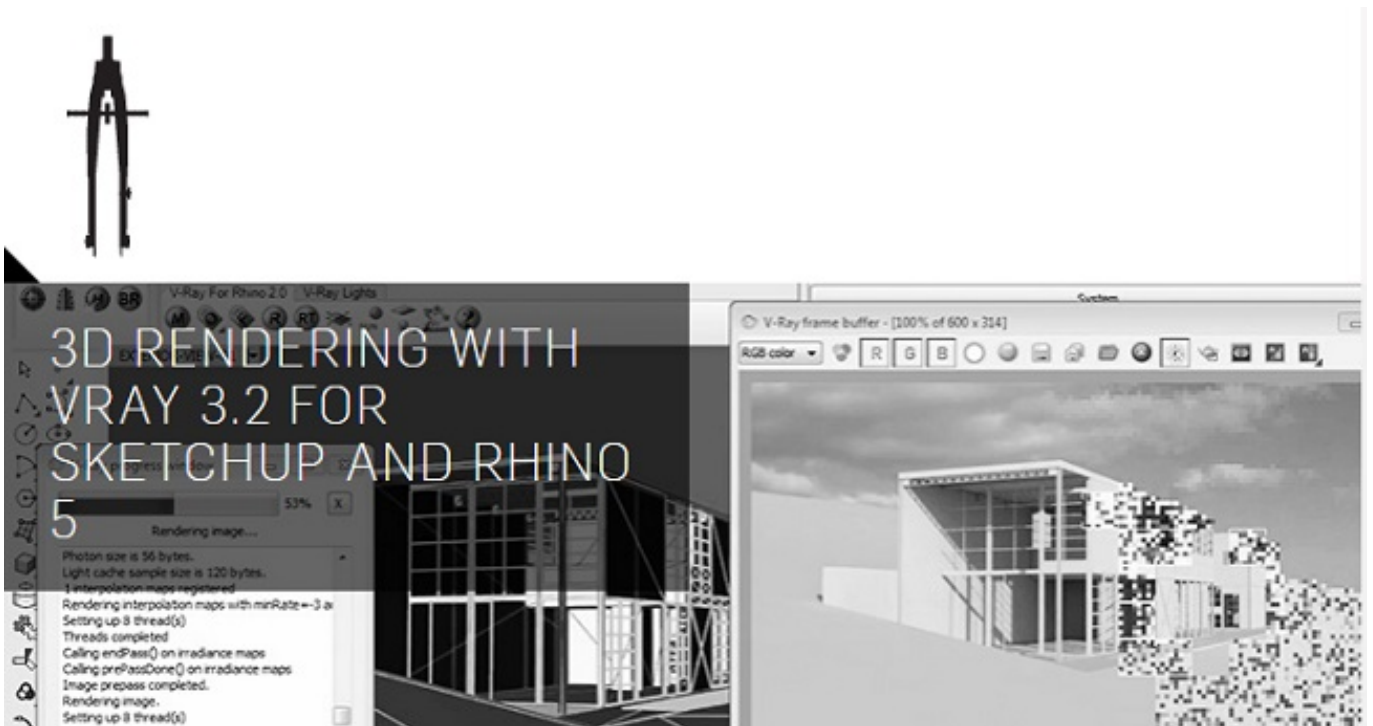 BR
V-Ray For Rhino 2.0 V-Ray Lights
M R RT
System
V-Ray frame buffer - [100% of 600 x 314]
RGB color R G B
3D RENDERING WITH
VRAY 3.2 FOR
SKETCHUP AND RHINO
5
progress window
53% X
Rendering image...
Photon size is 56 bytes.
Light cache sample size is 120 bytes.
1 interpolation maps registered
Rendering interpolation maps with minRate=-3
Setting up 8 thread(s)
Threads completed
Calling endPass() on irradiance maps
Calling prePassDone() on irradiance maps
Image prepass completed.
Rendering image.
Setting up 8 thread(s)